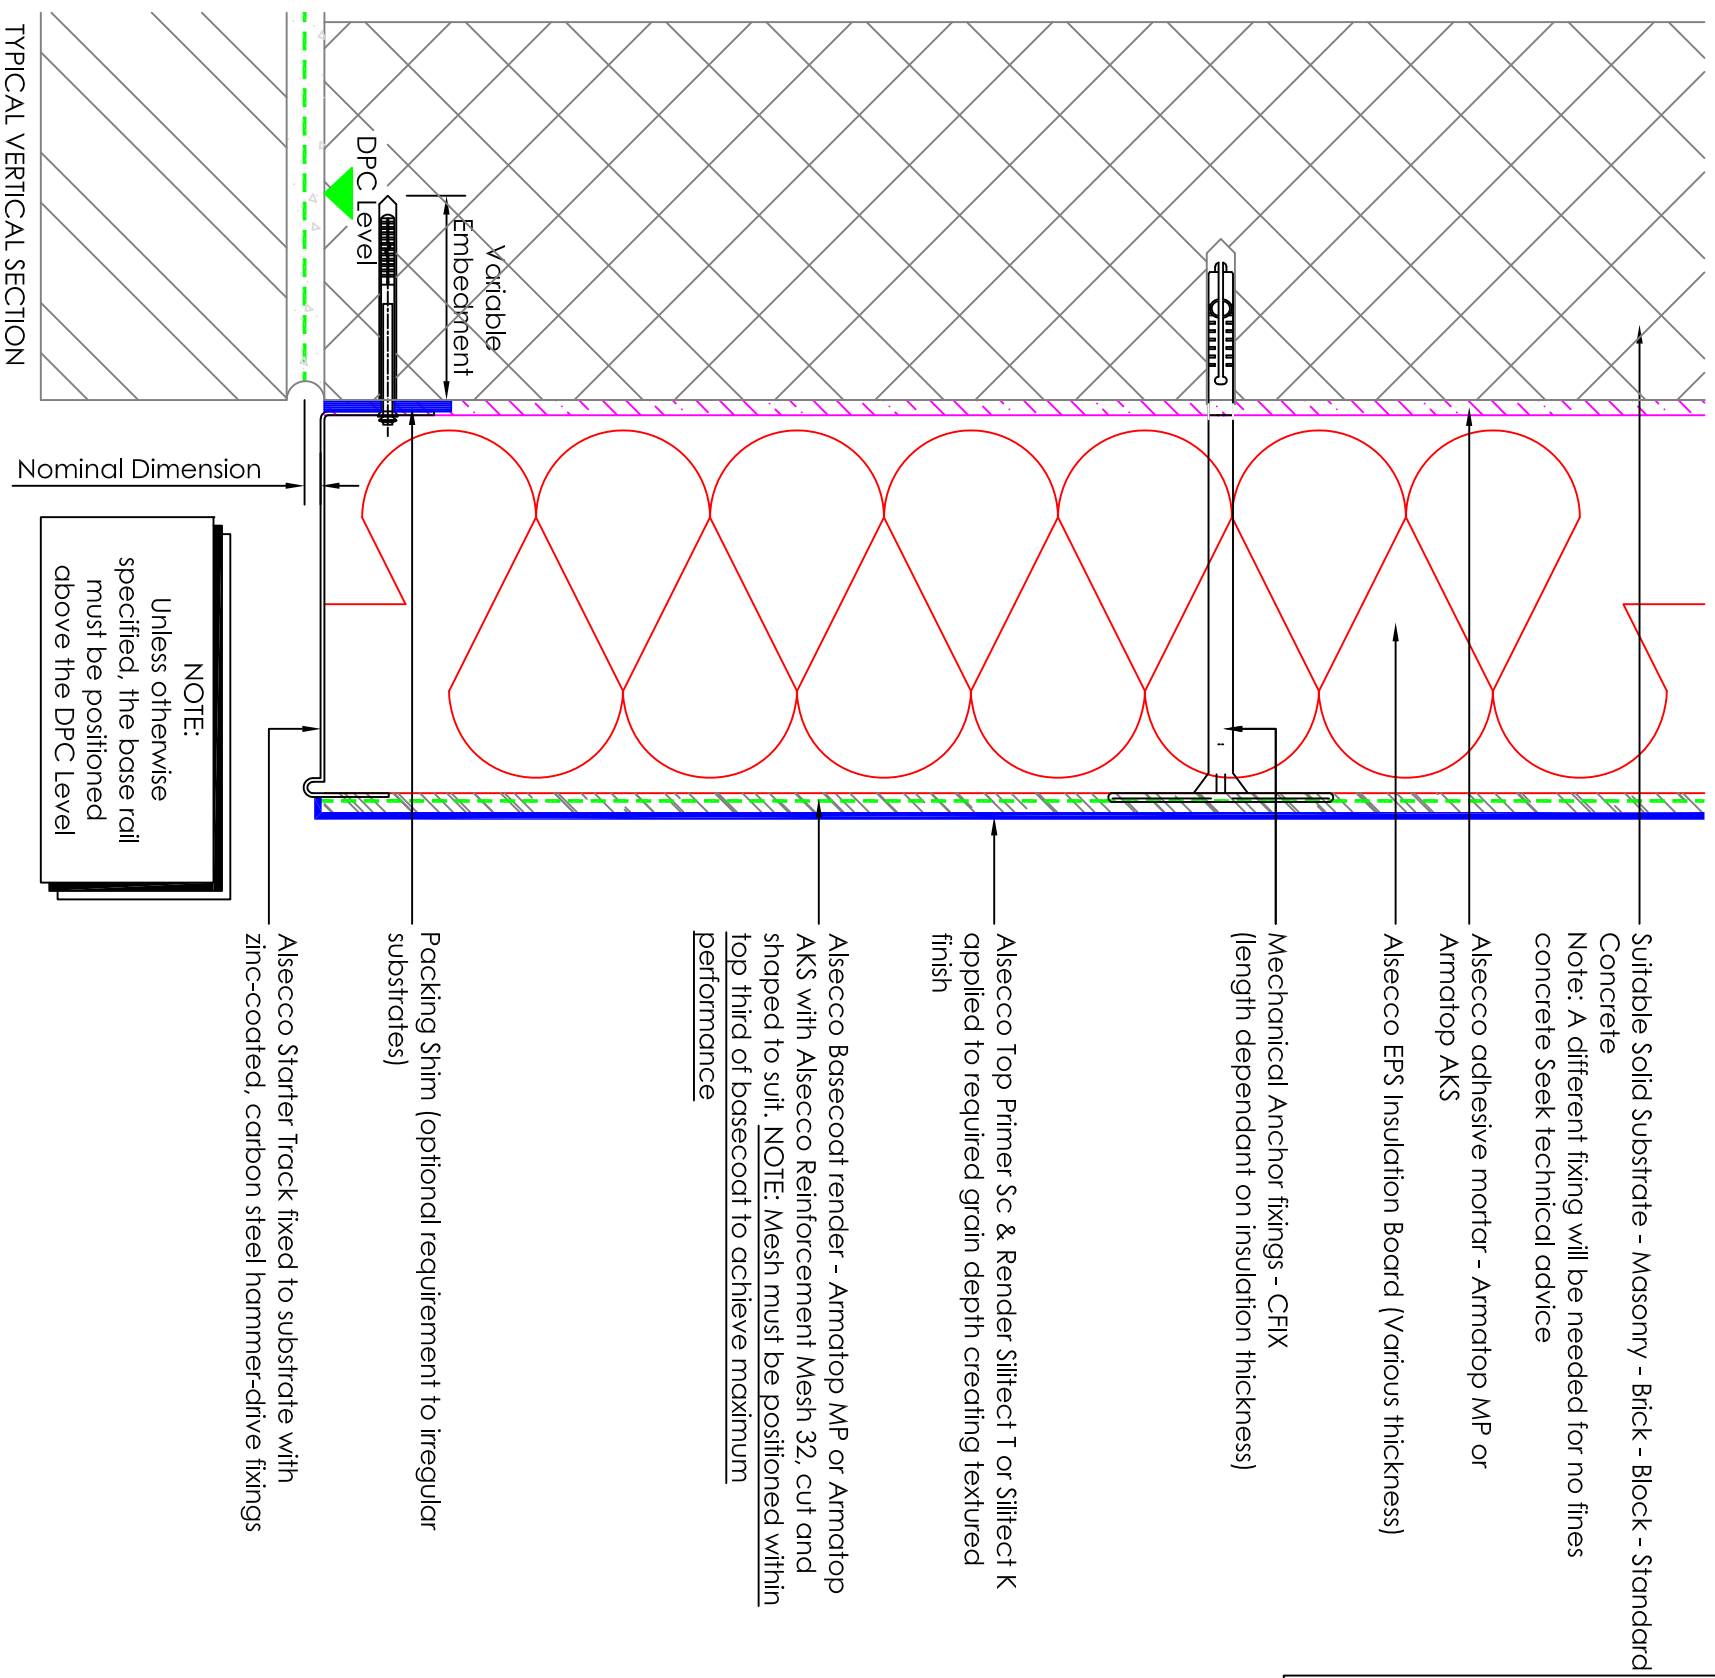 Suitable Solid Substrate - Masonry - Brick - Block - Standard
Concrete
Note: A different fixing will be needed for no fines
concrete Seek technical advice
Alsecco adhesive mortar - Armatop MP or
Armatop AKS
Alsecco EPS Insulation Board (Various thickness)
Mechanical Anchor fixings - CFIX
(length dependant on insulation thickness)
Alsecco Top Primer Sc & Render Silitect T or Silitect K
applied to required grain depth creating textured
finish
Alsecco Basecoat render - Armatop MP or Armatop
AKS with Alsecco Reinforcement Mesh 32, cut and
shaped to suit. NOTE: Mesh must be positioned within
top third of basecoat to achieve maximum
performance
Packing Shim (optional requirement to irregular
substrates)
Alsecco Starter Track fixed to substrate with
zinc-coated, carbon steel hammer-drive fixings
Variable
Embedment
DPC Level
Nominal Dimension
NOTE:
Unless otherwise
specified, the base rail
must be positioned
above the DPC Level
TYPICAL VERTICAL SECTION